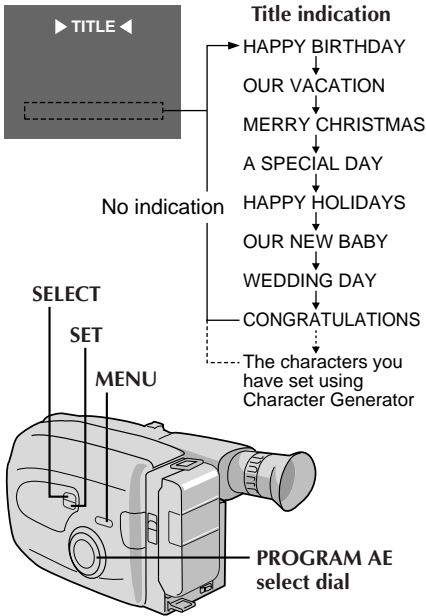 ▶ TITLE ◀
Title indication
HAPPY BIRTHDAY
OUR VACATION
MERRY CHRISTMAS
A SPECIAL DAY
HAPPY HOLIDAYS
OUR NEW BABY
WEDDING DAY
CONGRATULATIONS
The characters you
have set using
Character Generator
No indication
SELECT
SET
MENU
PROGRAM AE
select dial